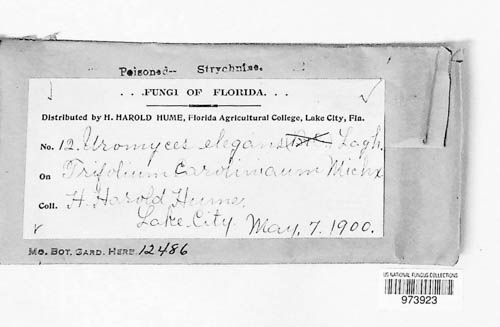 Poisoned-- Strychnine.
. . .FUNGI OF FLORIDA. . . .
Distributed by H. HAROLD HUME, Florida Agricultural College, Lake City, Fla.
No. 12. Uromyces elegans Lagh.
On Trifolium Carolinianum Michx
Coll. H. Harold Hume,
Lake City May, 7. 1900.
MO. BOT. GARD. HERB. 12486
US NATIONAL FUNGUS COLLECTIONS
973923